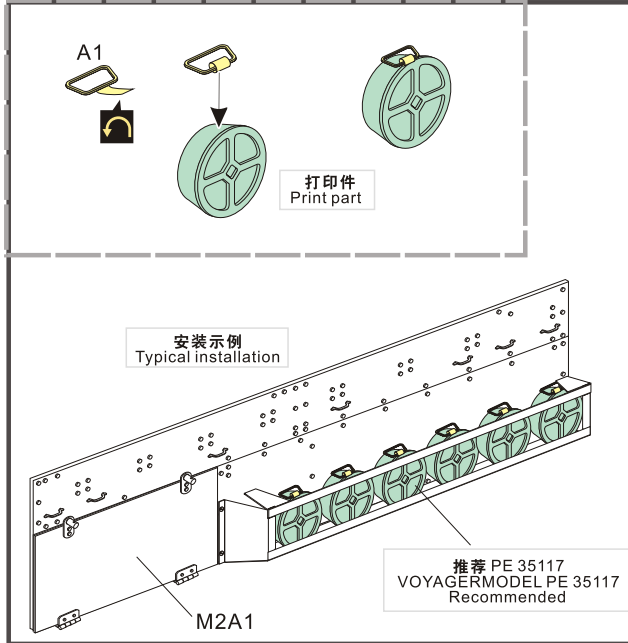 A1
打印件
Print part
安装示例
Typical installation
推荐 PE 35117
VOYAGERMODEL PE 35117
Recommended
M2A1